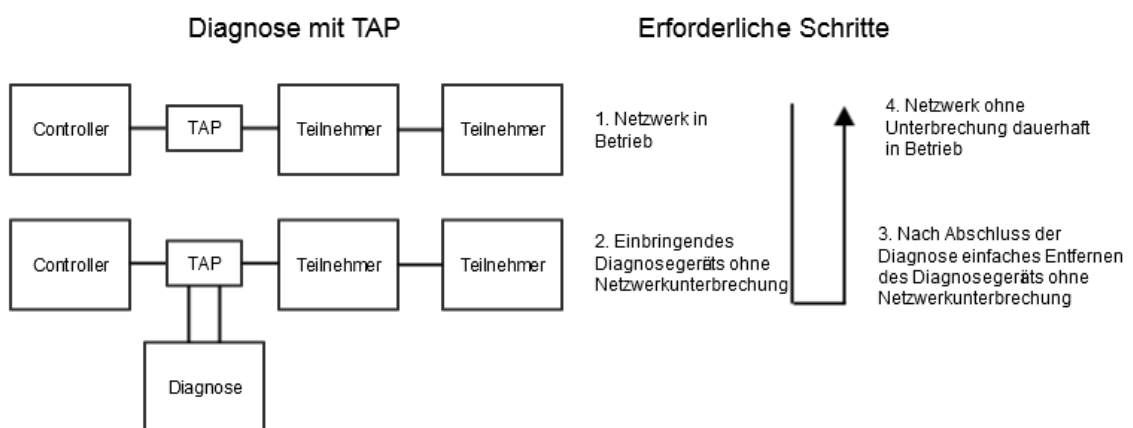 Diagnose mit TAP
Erforderliche Schritte
Controller
TAP
Teilnehmer
Teilnehmer
1. Netzwerk in
Betrieb
4. Netzwerk ohne
Unterbrechung dauerhaft
in Betrieb
Controller
TAP
Teilnehmer
Teilnehmer
2. Einbringendes
Diagnosegeräts ohne
Netzwerkunterbrechung
3. Nach Abschluss der
Diagnose einfaches Entfernen
des Diagnosegeräts ohne
Netzwerkunterbrechung
Diagnose